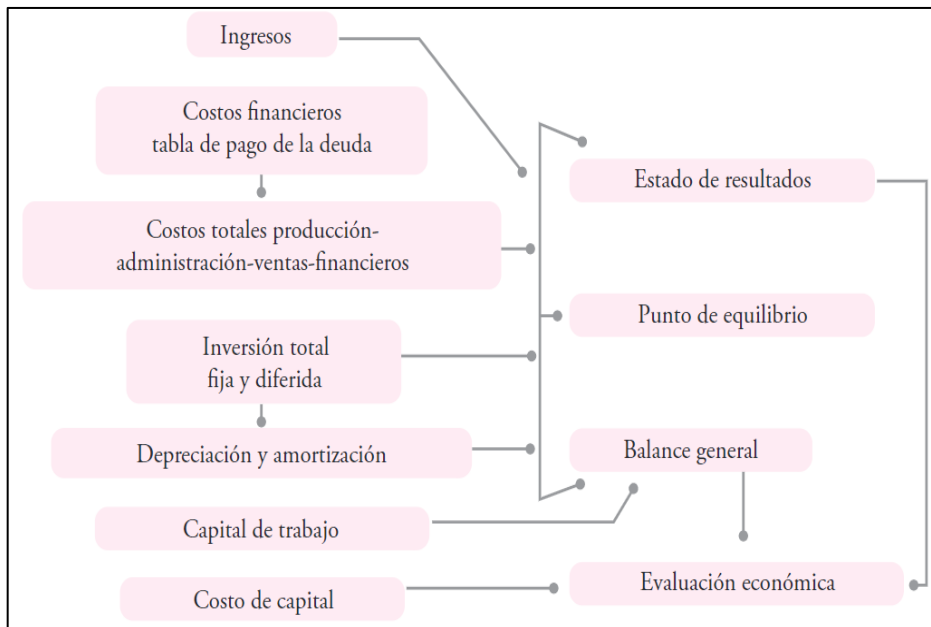 Ingresos
Costos financieros
tabla de pago de la deuda
Costos totales producción-
administración-ventas-financieros
Inversión total
fija y diferida
Depreciación y amortización
Capital de trabajo
Costo de capital
Estado de resultados
Punto de equilibrio
Balance general
Evaluación económica